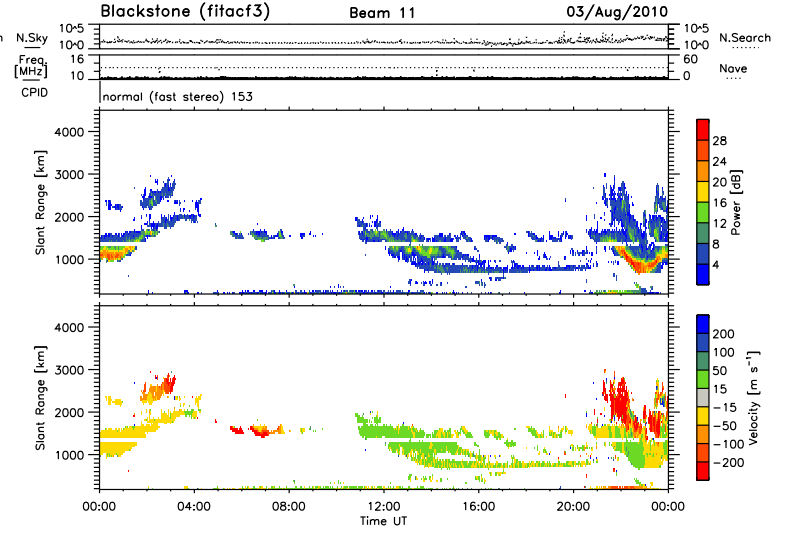 Blackstone (fitacf3) Beam 11 03/Aug/2010
n N.Sky 10^5 10^0 10^5 10^0 N.Search
Freq. [MHz] 16 10 60 0 Nave
CPID normal (fast stereo) 153
Slant Range [km] 4000 3000 2000 1000
28 24 20 16 12 8 4 Power [dB]
Slant Range [km] 4000 3000 2000 1000
200 100 50 15 -15 -50 -100 -200 Velocity [m s⁻¹]
00:00 04:00 08:00 12:00 16:00 20:00 00:00
Time UT